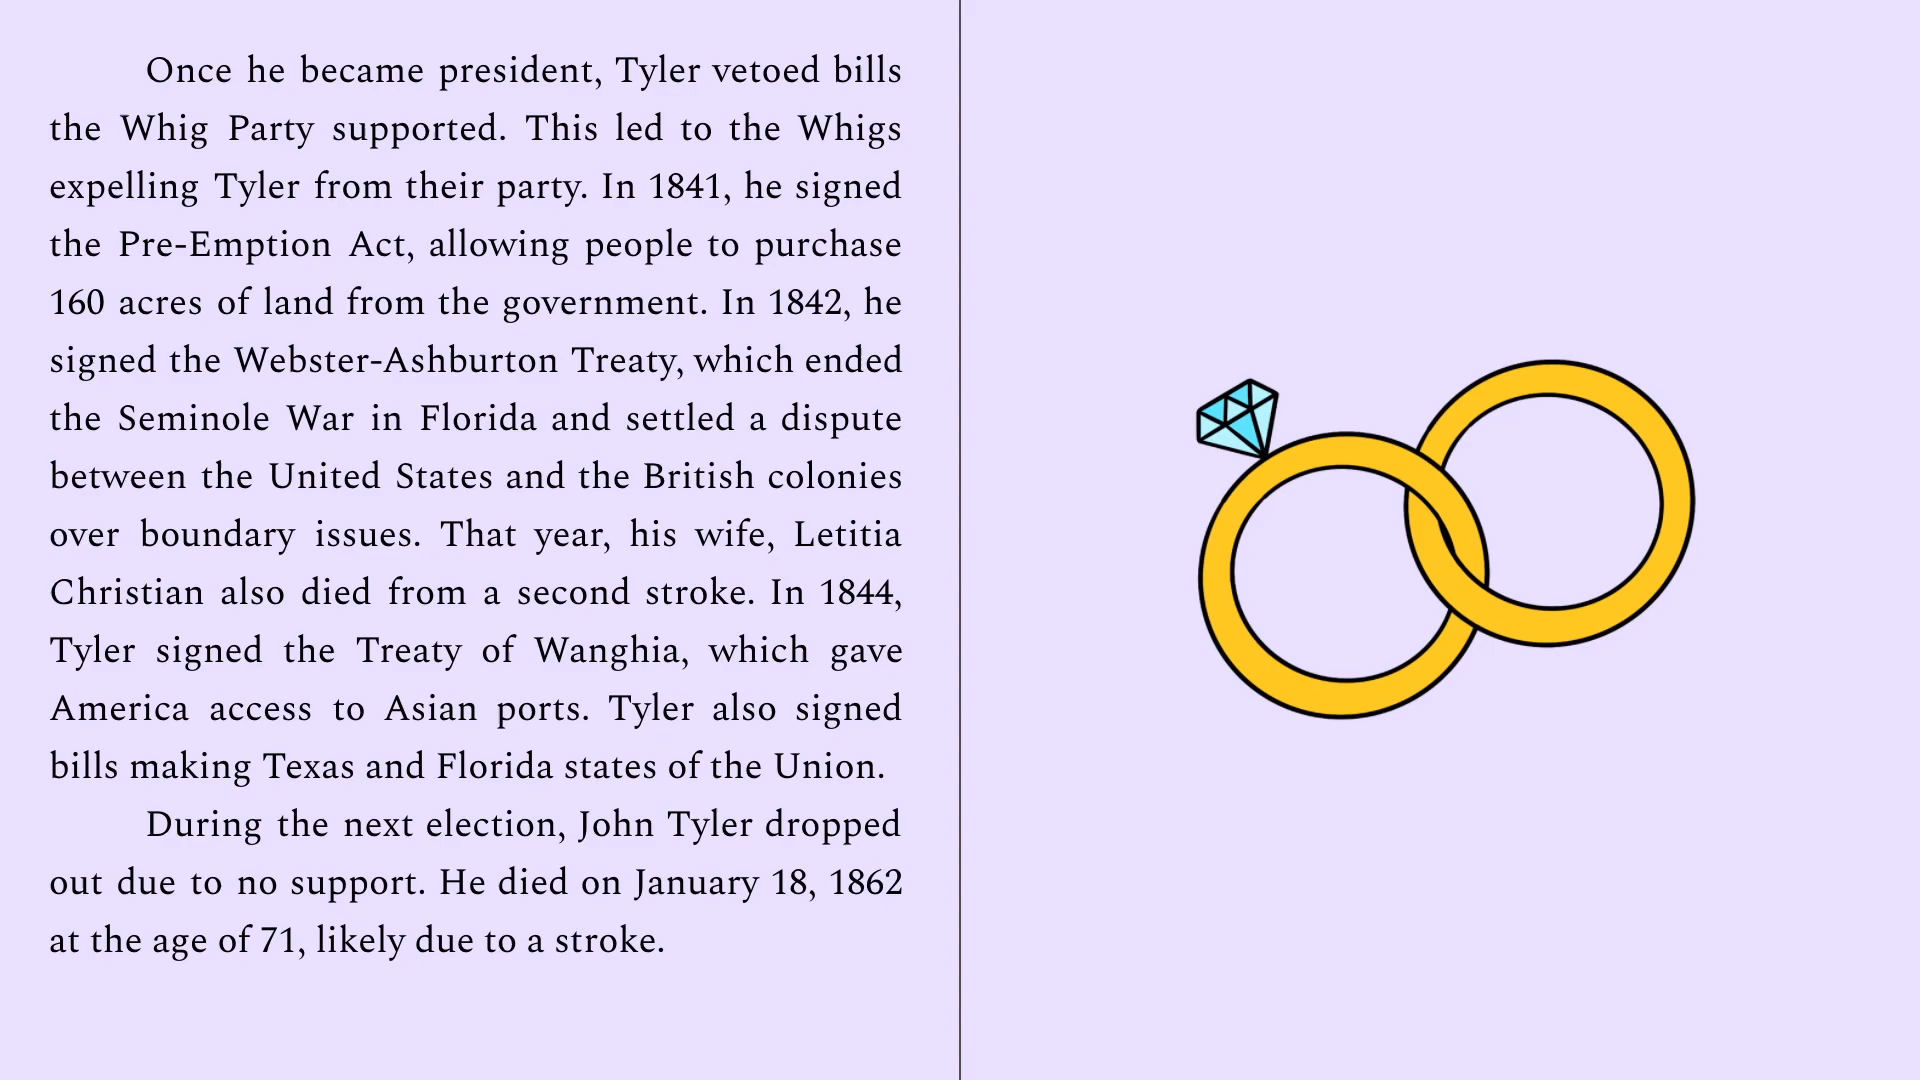 Once he became president, Tyler vetoed bills
the Whig Party supported. This led to the Whigs
expelling Tyler from their party. In 1841, he signed
the Pre-Emption Act, allowing people to purchase
160 acres of land from the government. In 1842, he
signed the Webster-Ashburton Treaty, which ended
the Seminole War in Florida and settled a dispute
between the United States and the British colonies
over boundary issues. That year, his wife, Letitia
Christian also died from a second stroke. In 1844,
Tyler signed the Treaty of Wanghia, which gave
America access to Asian ports. Tyler also signed
bills making Texas and Florida states of the Union.
During the next election, John Tyler dropped
out due to no support. He died on January 18, 1862
at the age of 71, likely due to a stroke.